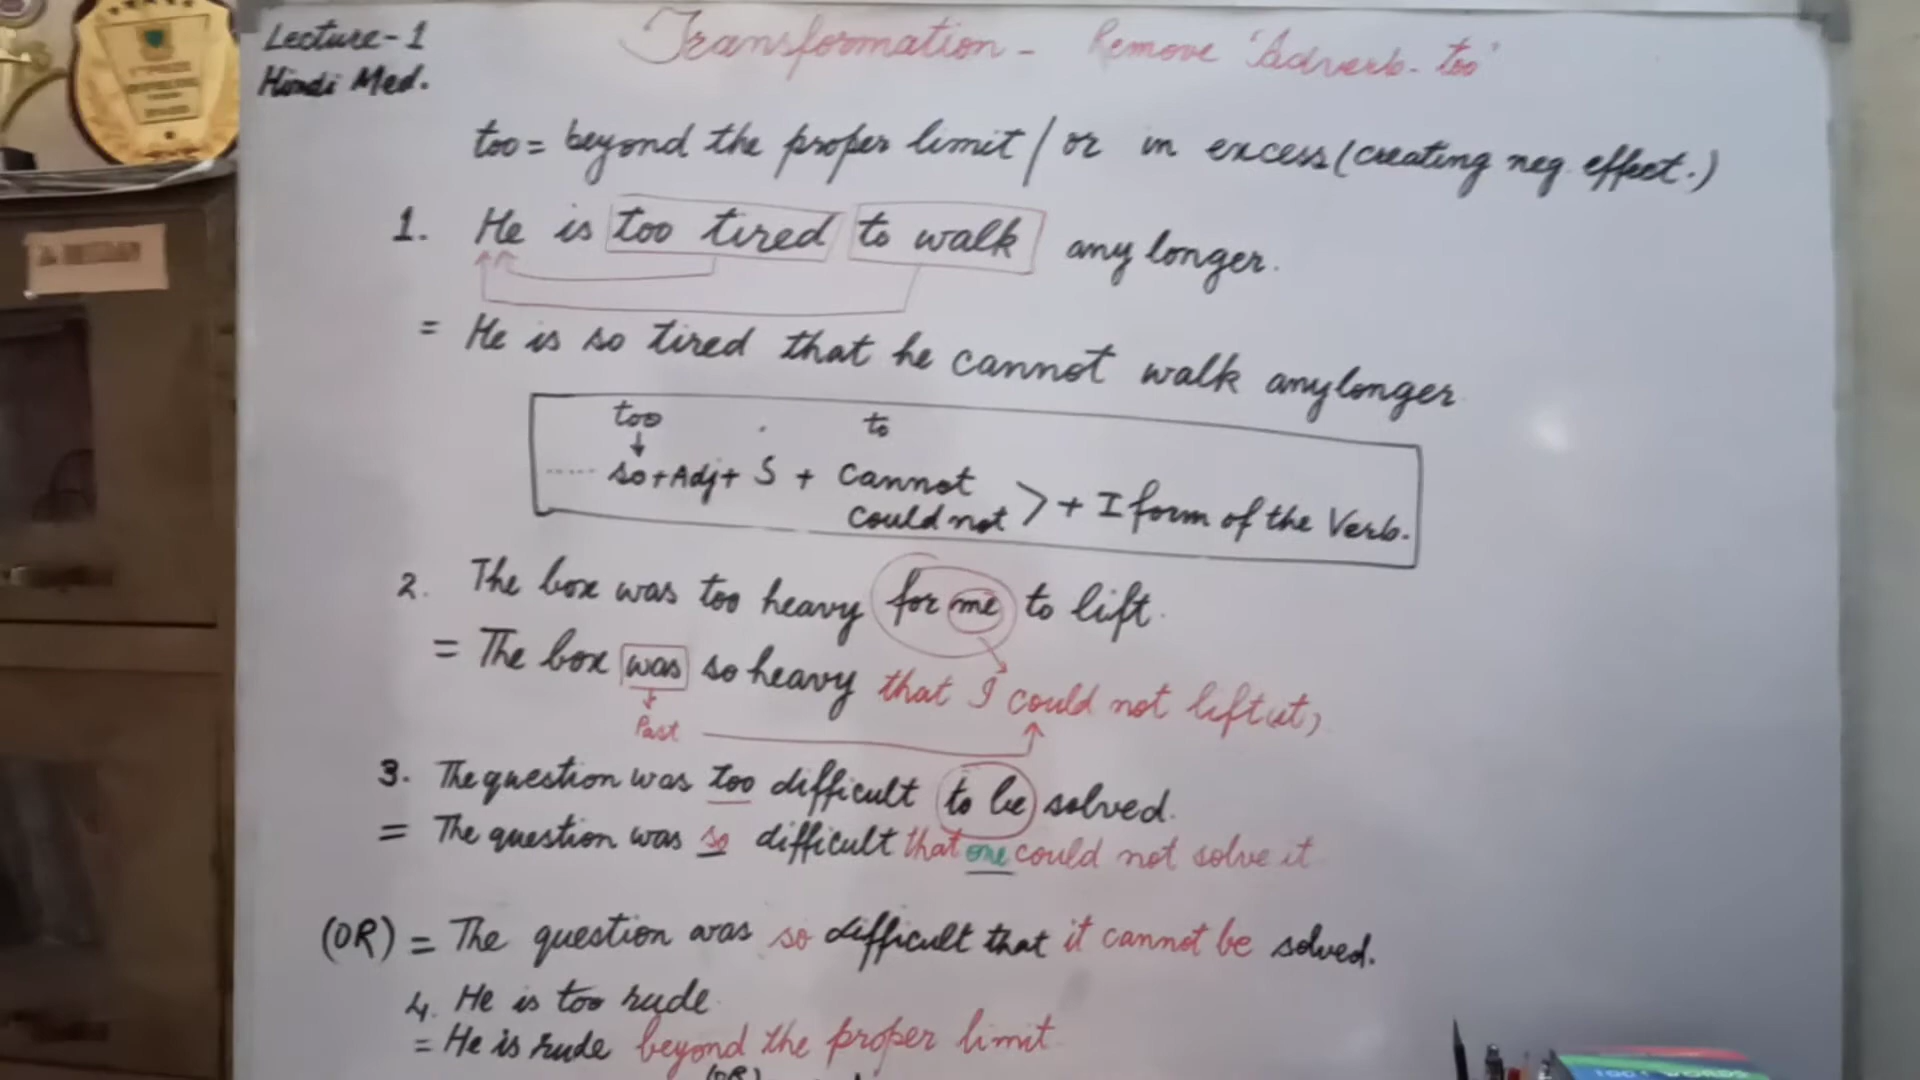 Lecture-1
Hindi Med.
Transformation - Remove 'Adverb-too'
too = beyond the proper limit / or in excess (creating neg. effect.)
1. He is too tired to walk any longer.
= He is so tired that he cannot walk anylonger
too . to
↓
...... so+Adj+ S + Cannot
Could not > + I form of the Verb.
2. The box was too heavy for me to lift.
= The box was so heavy that I could not lift it,
Past
3. The question was too difficult to be solved.
= The question was so difficult that one could not solve it
(OR) = The question was so difficult that it cannot be solved.
4. He is too rude.
= He is rude beyond the proper limit
(OR)
1001 WORDS